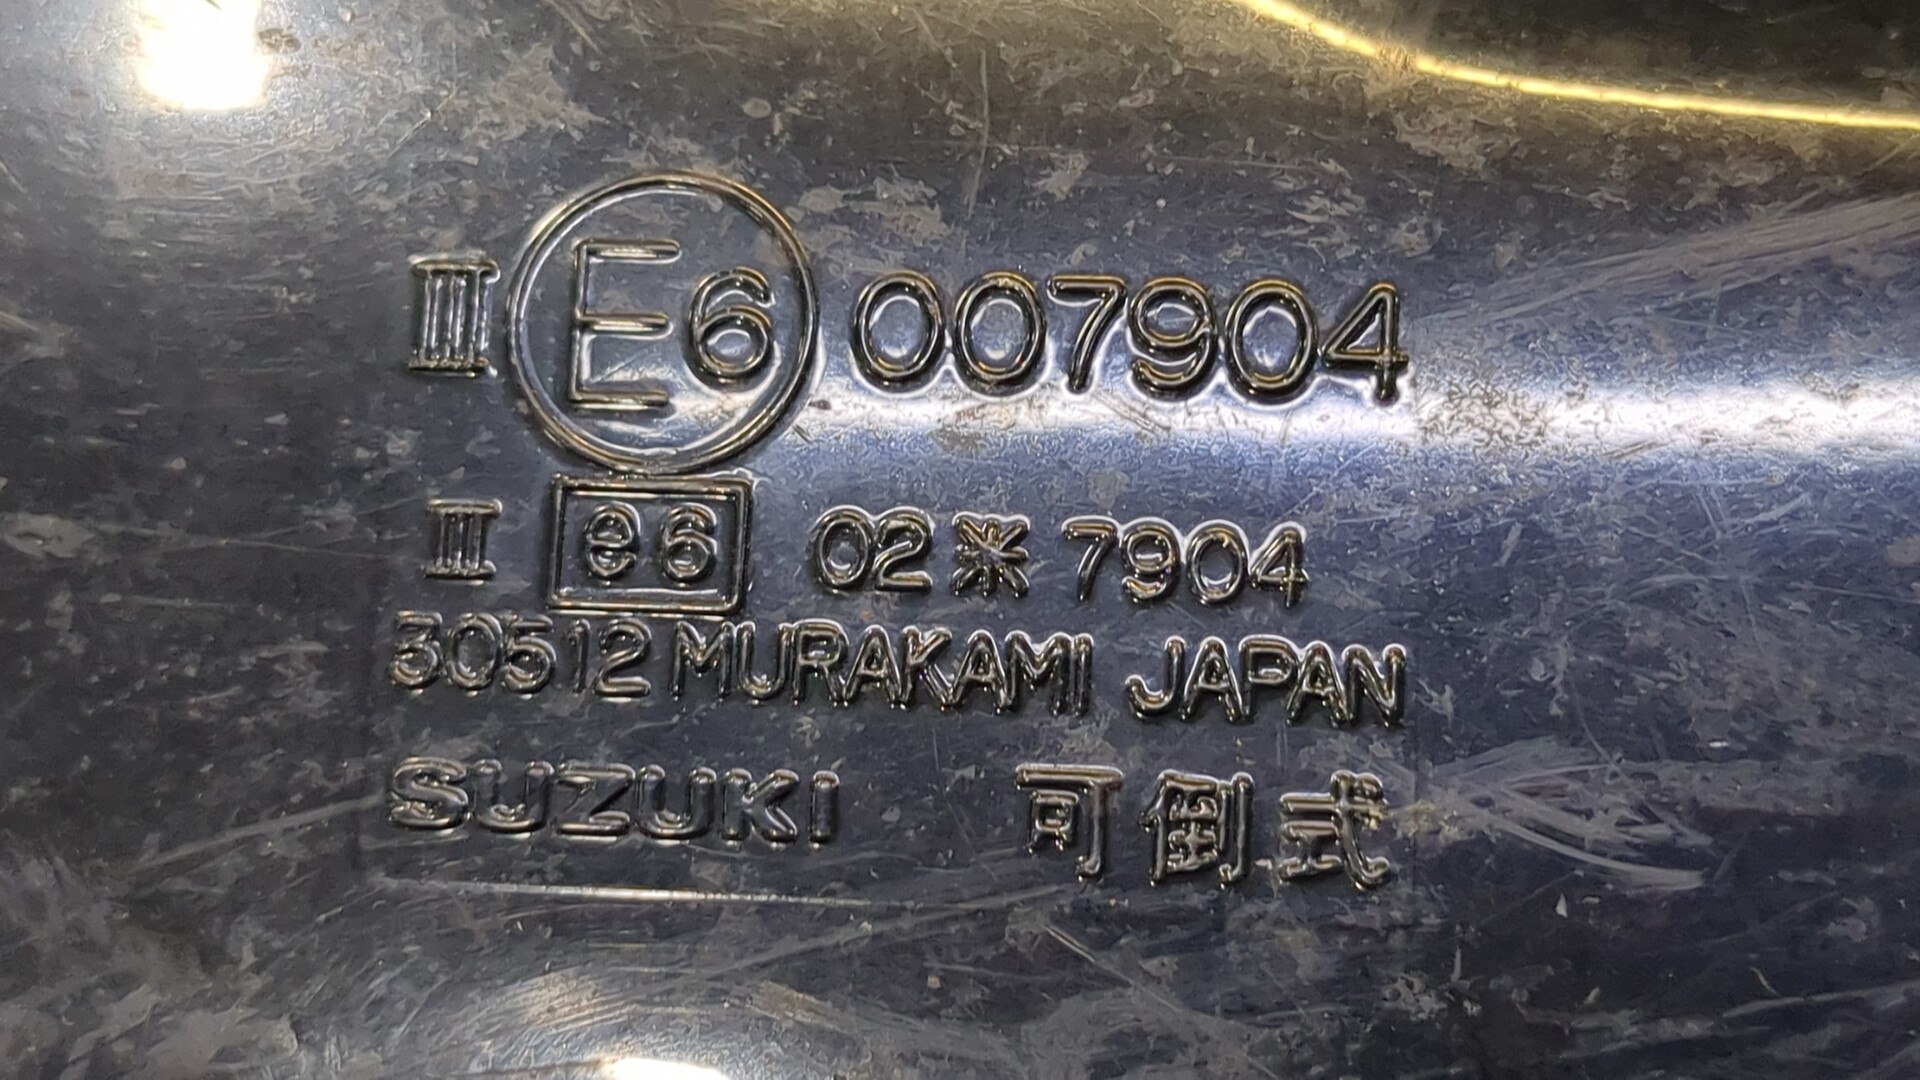 III E6 007904
III e6 02※7904
30512 MURAKAMI JAPAN
SUZUKI 可倒式